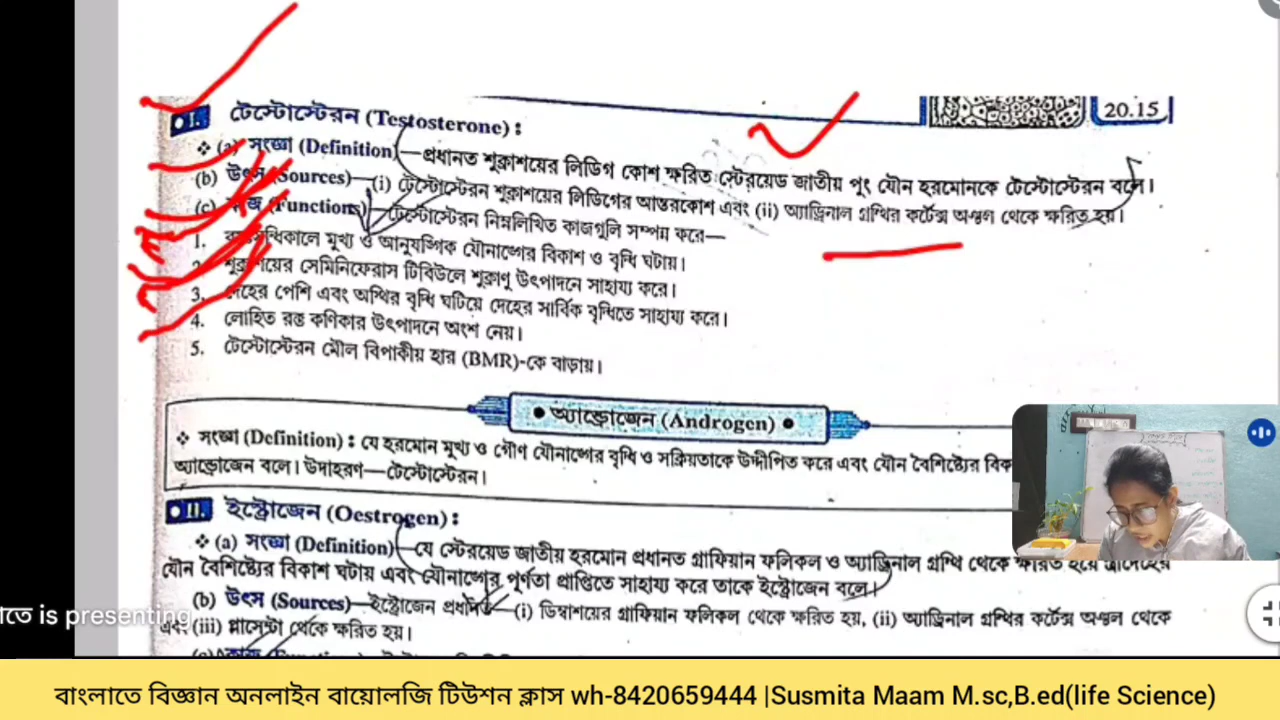 20.15
I. টেস্টোস্টেরন (Testosterone) :
❖ (a) সংজ্ঞা (Definition)—প্রধানত শুক্রাশয়ের লিডিগ কোশ ক্ষরিত স্টেরয়েড জাতীয় পুং যৌন হরমোনকে টেস্টোস্টেরন বলে।
(b) উৎস (Sources)—(i) টেস্টোস্টেরন শুক্রাশয়ের লিডিগের আন্তরকোশ এবং (ii) অ্যাড্রিনাল গ্রন্থির কর্টেক্স অঞ্চল থেকে ক্ষরিত হয়।
(c) কাজ (Functions)—টেস্টোস্টেরন নিম্নলিখিত কাজগুলি সম্পন্ন করে—
1. বয়ঃসন্ধিকালে মুখ্য ও আনুষঙ্গিক যৌনাঙ্গের বিকাশ ও বৃদ্ধি ঘটায়।
2. শুক্রাশয়ের সেমিনিফেরাস টিবিউলে শুক্রাণু উৎপাদনে সাহায্য করে।
3. দেহের পেশি এবং অস্থির বৃদ্ধি ঘটিয়ে দেহের সার্বিক বৃদ্ধিতে সাহায্য করে।
4. লোহিত রক্ত কণিকার উৎপাদনে অংশ নেয়।
5. টেস্টোস্টেরন মৌল বিপাকীয় হার (BMR)-কে বাড়ায়।
• অ্যান্ড্রোজেন (Androgen) •
❖ সংজ্ঞা (Definition) : যে হরমোন মুখ্য ও গৌণ যৌনাঙ্গের বৃদ্ধি ও সক্রিয়তাকে উদ্দীপিত করে এবং যৌন বৈশিষ্ট্যের
অ্যান্ড্রোজেন বলে। উদাহরণ—টেস্টোস্টেরন।
II. ইস্ট্রোজেন (Oestrogen) :
❖ (a) সংজ্ঞা (Definition)—যে স্টেরয়েড জাতীয় হরমোন প্রধানত গ্রাফিয়ান ফলিকল ও অ্যাড্রিনাল গ্রন্থি থেকে ক্ষরিত হয়ে
যৌন বৈশিষ্ট্যের বিকাশ ঘটায় এবং যৌনাঙ্গের পূর্ণতা প্রাপ্তিতে সাহায্য করে তাকে ইস্ট্রোজেন বলে।
(b) উৎস (Sources)—ইস্ট্রোজেন প্রধানত—(i) ডিম্বাশয়ের গ্রাফিয়ান ফলিকল থেকে ক্ষরিত হয়, (ii) অ্যাড্রিনাল গ্রন্থির কর্টেক্স অঞ্চল থেকে
এবং (iii) প্লাসেন্টা থেকে ক্ষরিত হয়।
াতে is presenting
বাংলাতে বিজ্ঞান অনলাইন বায়োলজি টিউশন ক্লাস wh-8420659444 |Susmita Maam M.sc,B.ed(life Science)